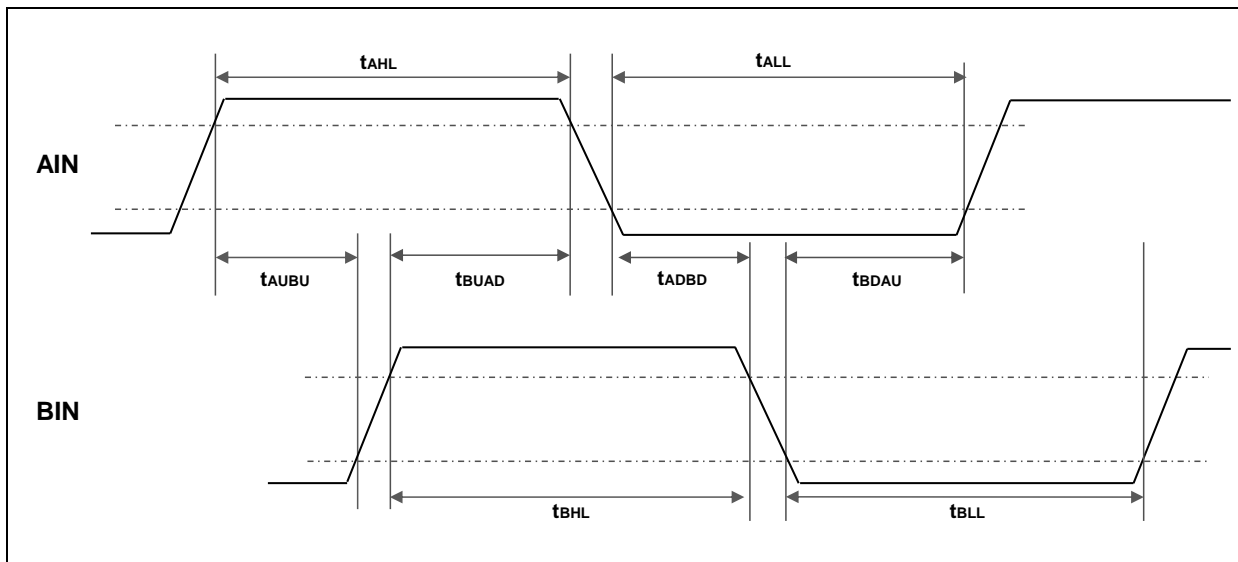 tAHL
tALL
AIN
tAUBU
tBUAD
tADBD
tBDAU
BIN
tBHL
tBLL